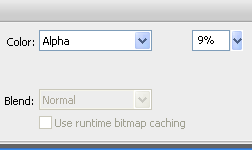 Color: Alpha 9%
Blend: Normal
Use runtime bitmap caching